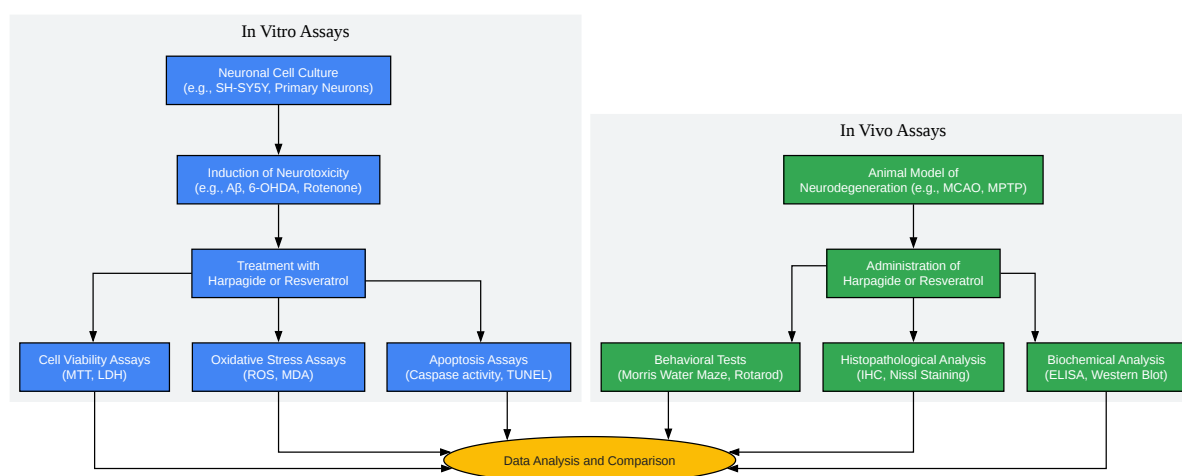 In Vitro Assays
Neuronal Cell Culture
(e.g., SH-SY5Y, Primary Neurons)
Induction of Neurotoxicity
(e.g., Aβ, 6-OHDA, Rotenone)
Treatment with
Harpagide or Resveratrol
Cell Viability Assays
(MTT, LDH)
Oxidative Stress Assays
(ROS, MDA)
Apoptosis Assays
(Caspase activity, TUNEL)
In Vivo Assays
Animal Model of
Neurodegeneration (e.g., MCAO, MPTP)
Administration of
Harpagide or Resveratrol
Behavioral Tests
(Morris Water Maze, Rotarod)
Histopathological Analysis
(IHC, Nissl Staining)
Biochemical Analysis
(ELISA, Western Blot)
Data Analysis and Comparison